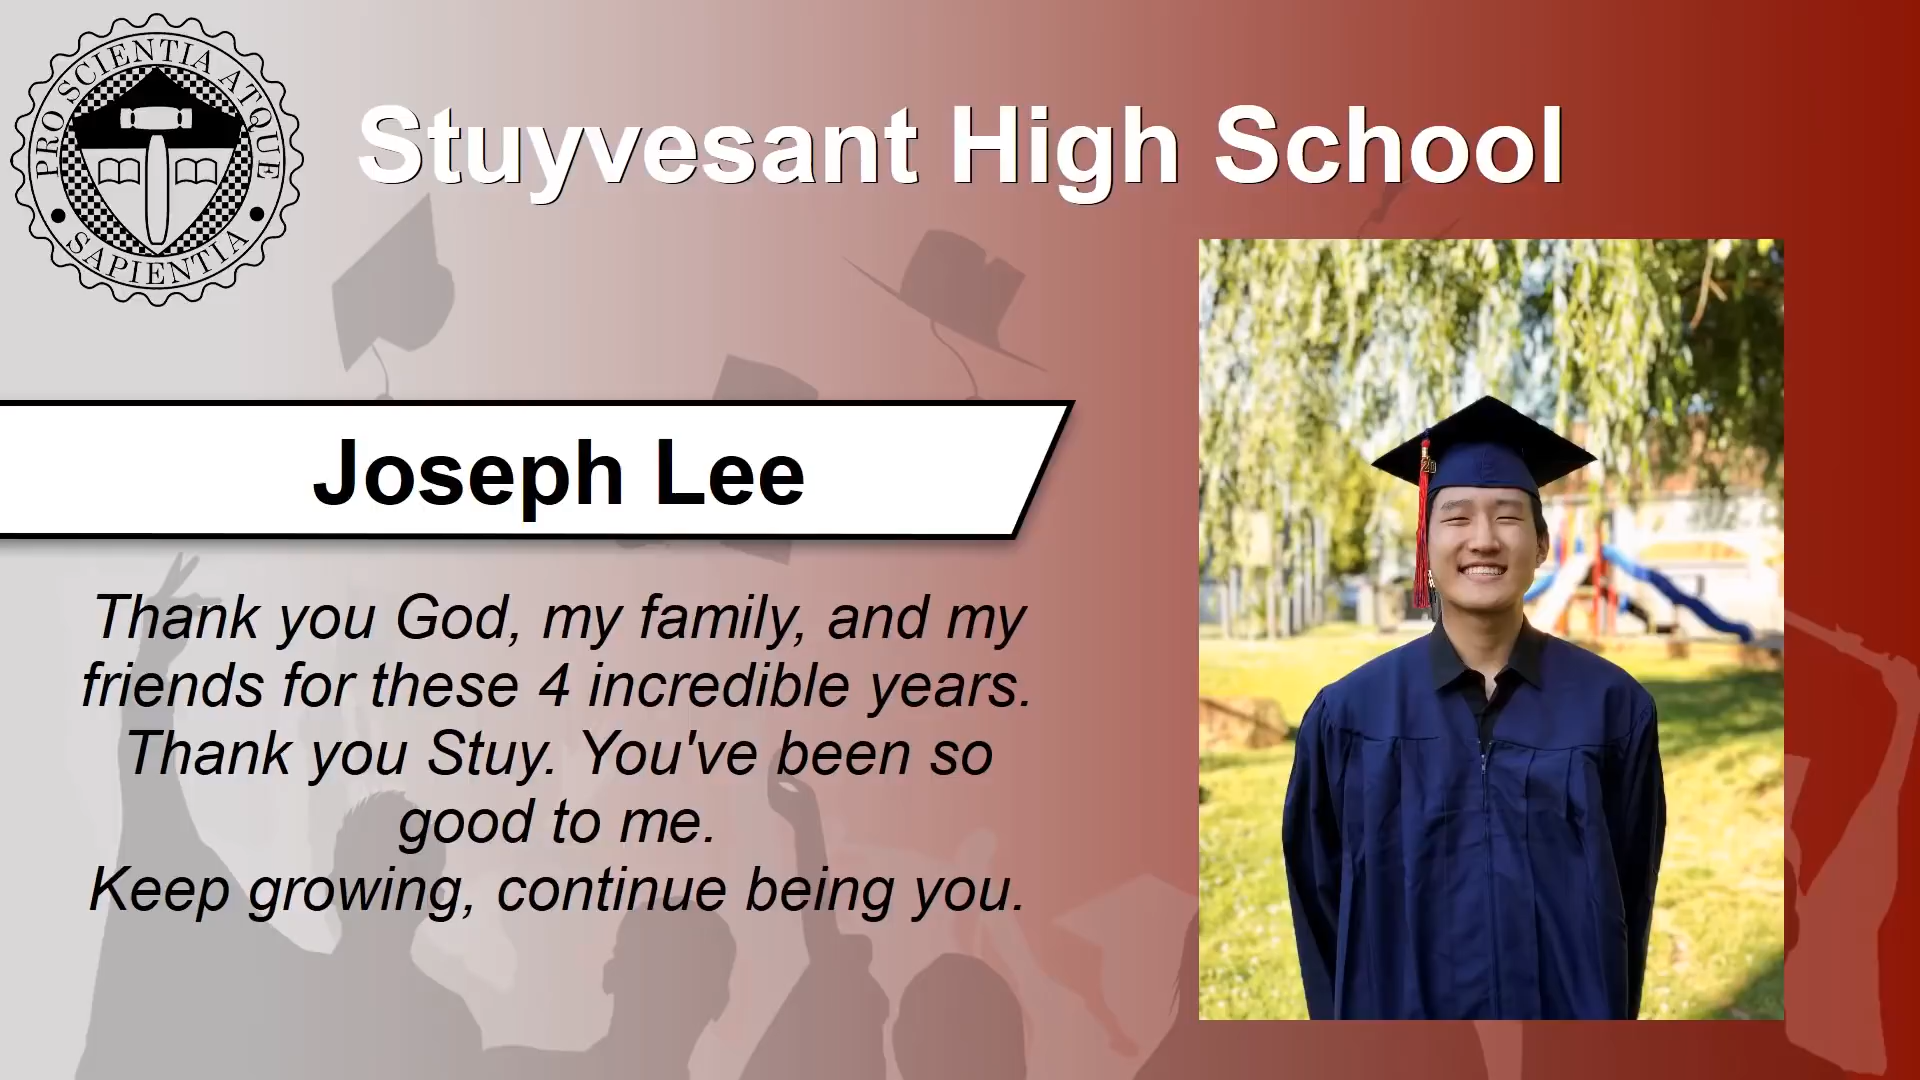 PRO SCIENTIA ATQUE
SAPIENTIA
Stuyvesant High School
Joseph Lee
Thank you God, my family, and my
friends for these 4 incredible years.
Thank you Stuy. You've been so
good to me.
Keep growing, continue being you.
20